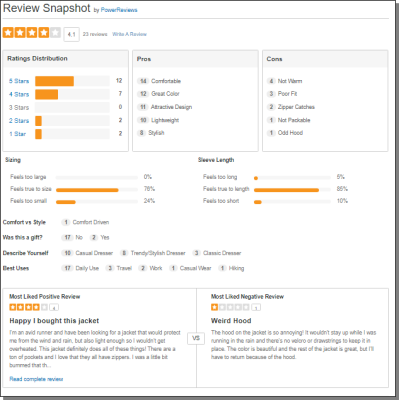 Review Snapshot by PowerReviews
4.1 23 reviews Write A Review
Ratings Distribution
5 Stars 12
4 Stars 7
3 Stars 0
2 Stars 2
1 Star 2
Pros
14 Comfortable
12 Great Color
11 Attractive Design
10 Lightweight
8 Stylish
Cons
4 Not Warm
3 Poor Fit
2 Zipper Catches
1 Not Packable
1 Odd Hood
Sizing
Feels too large 0%
Feels true to size 76%
Feels too small 24%
Sleeve Length
Feels too long 5%
Feels true to length 85%
Feels too short 10%
Comfort vs Style 1 Comfort Driven
Was this a gift? 17 No 2 Yes
Describe Yourself 10 Casual Dresser 8 Trendy/Stylish Dresser 3 Classic Dresser
Best Uses 17 Daily Use 3 Travel 2 Work 1 Casual Wear 1 Hiking
Most Liked Positive Review
4
Happy I bought this jacket
I'm an avid runner and have been looking for a jacket that would protect
me from the wind and rain, but also light enough so I wouldn't get
overheated. This jacket definitely does all of these things! There are a
ton of pockets and I love that they all have zippers. I was a little bit
bummed that th...
Read complete review
VS
Most Liked Negative Review
1
Weird Hood
The hood on the jacket is so annoying! It wouldn't stay up while I was
running in the rain and there's no velcro or drawstrings to keep it in
place. The color is beautiful and the rest of the jacket is great, but I'll
have to return because of the hood.